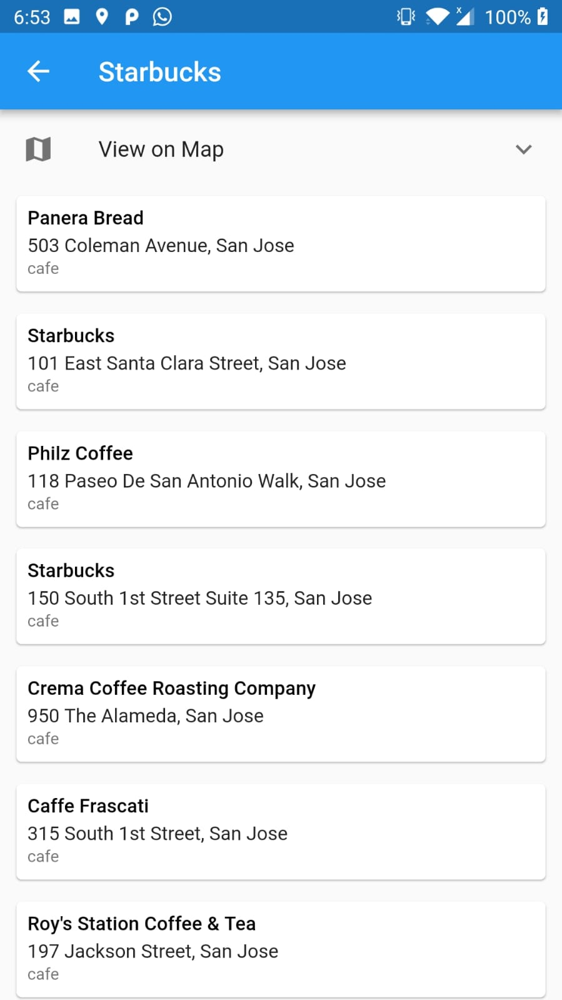 6:53
100%
Starbucks
View on Map
Panera Bread
503 Coleman Avenue, San Jose
cafe
Starbucks
101 East Santa Clara Street, San Jose
cafe
Philz Coffee
118 Paseo De San Antonio Walk, San Jose
cafe
Starbucks
150 South 1st Street Suite 135, San Jose
cafe
Crema Coffee Roasting Company
950 The Alameda, San Jose
cafe
Caffe Frascati
315 South 1st Street, San Jose
cafe
Roy's Station Coffee & Tea
197 Jackson Street, San Jose
cafe